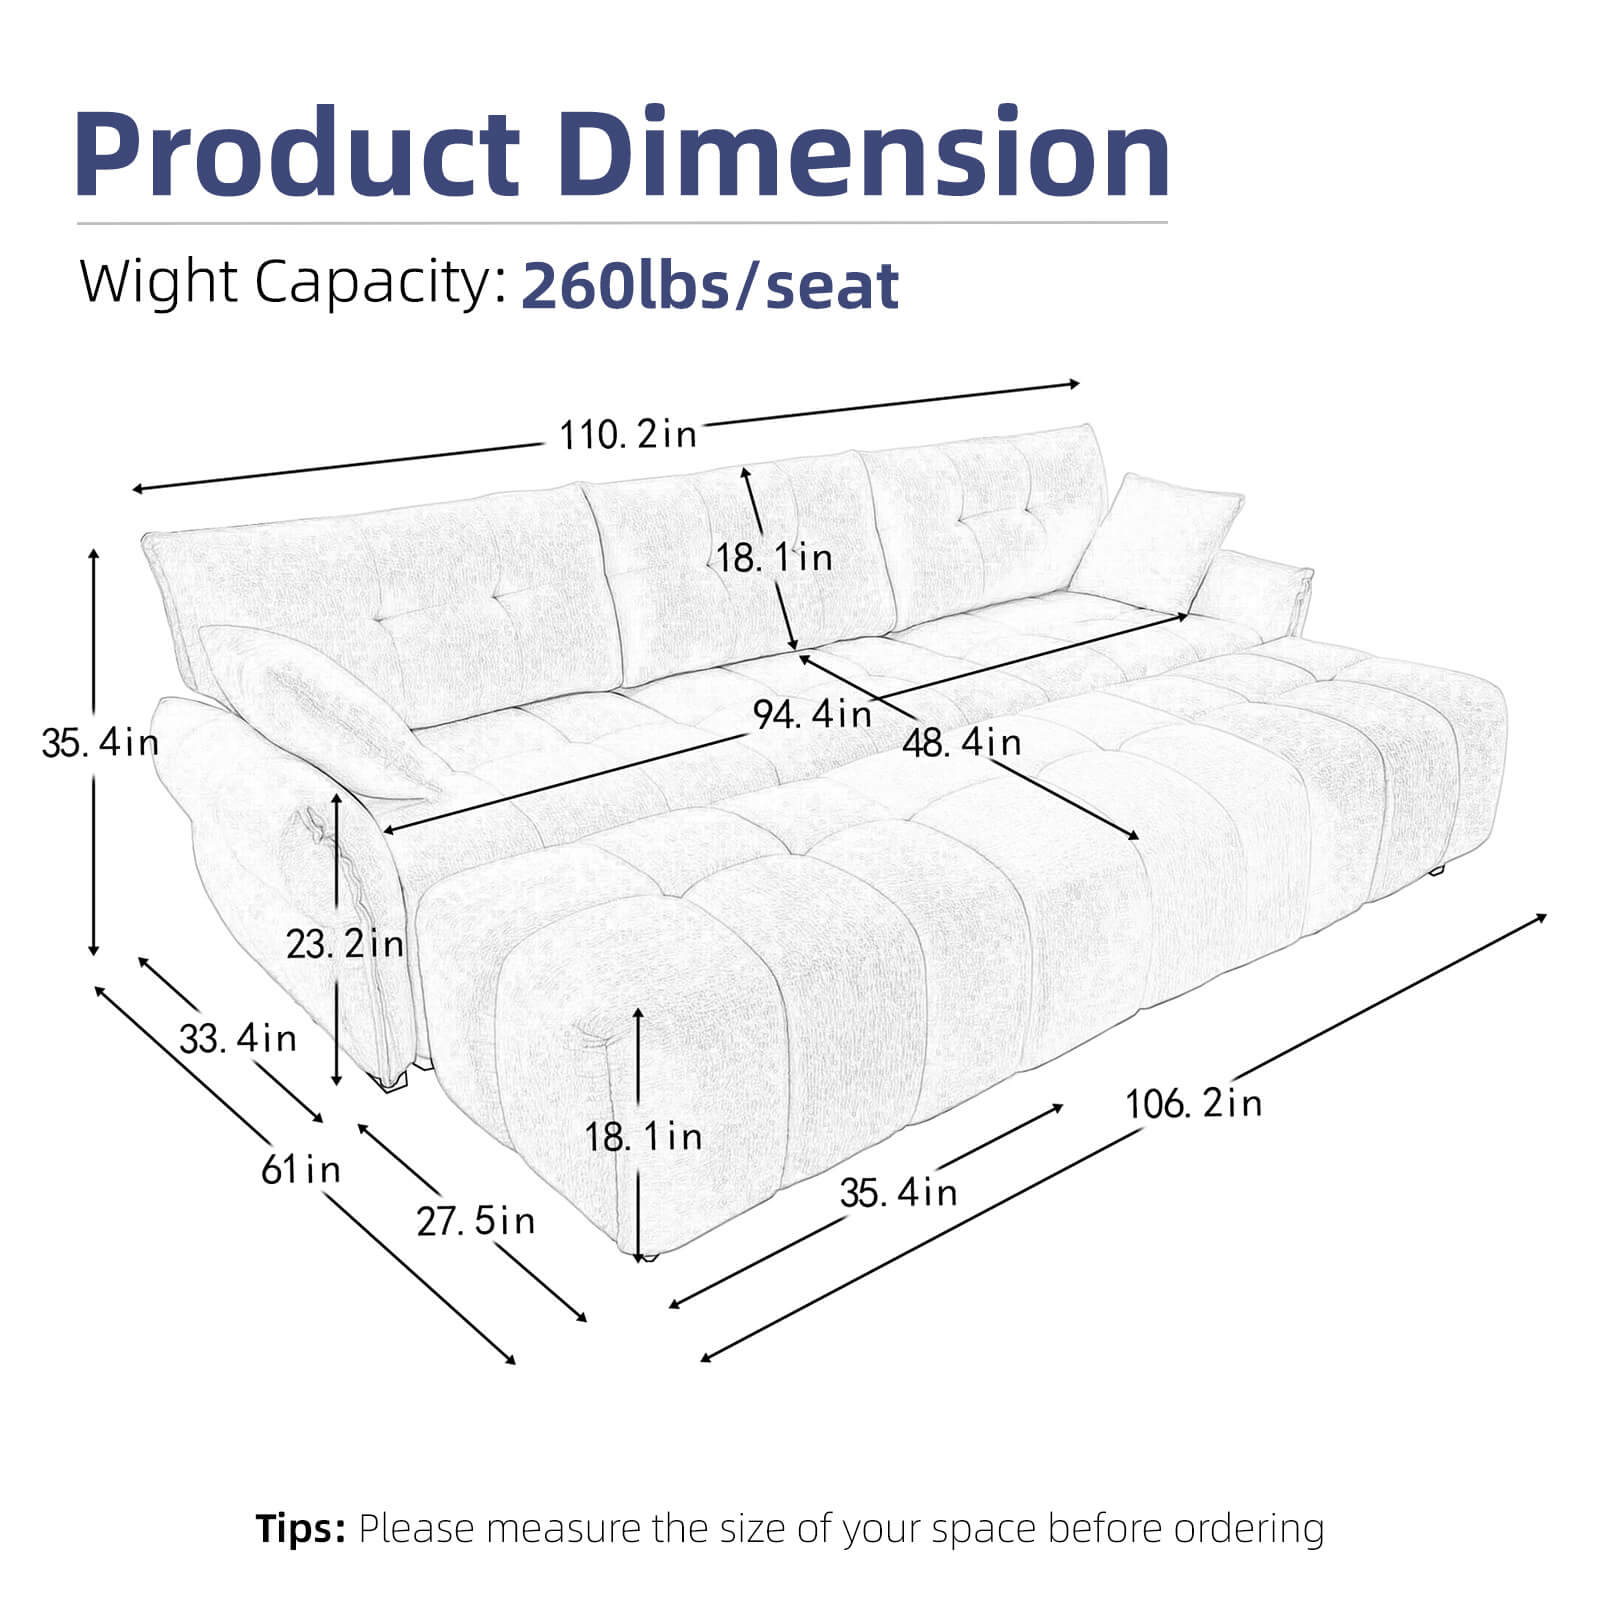 Product Dimension
Wight Capacity: 260lbs/seat
110. 2in
18. 1in
94. 4in
48. 4in
35. 4in
23. 2in
33. 4in
61in
27. 5in
18. 1in
35. 4in
106. 2in
Tips: Please measure the size of your space before ordering